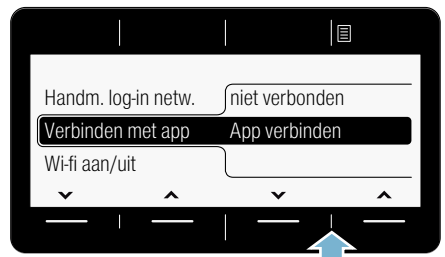 Handm. log-in netw. niet verbonden
Verbinden met app App verbinden
Wi-fi aan/uit